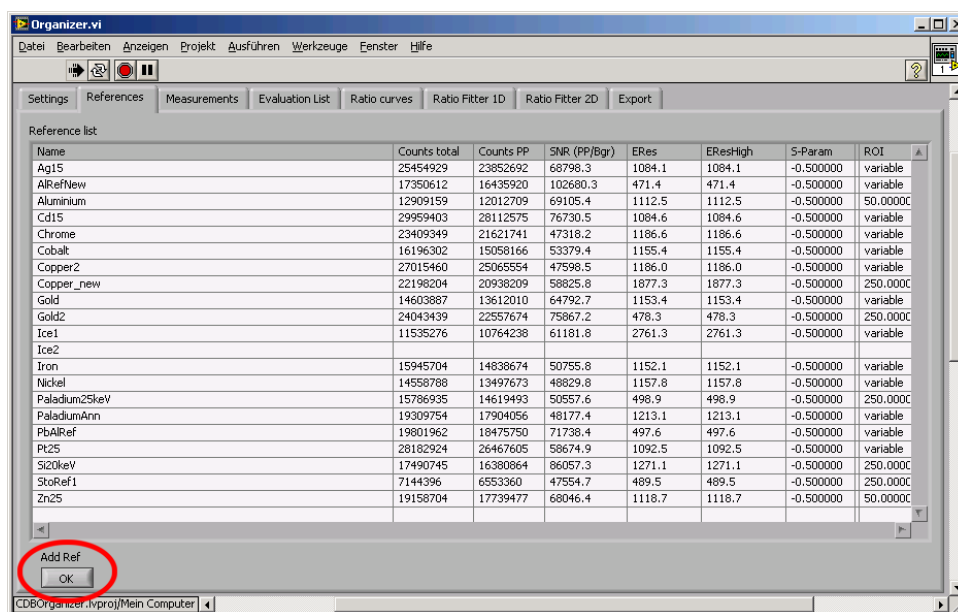 Organizer.vi
Datei Bearbeiten Anzeigen Projekt Ausführen Werkzeuge Fenster Hilfe
1
Settings References Measurements Evaluation List Ratio curves Ratio Fitter 1D Ratio Fitter 2D Export
Reference list
Name Counts total Counts PP SNR (PP/Bgr) ERes EResHigh S-Param ROI
Ag15 25454929 23852692 68798.3 1084.1 1084.1 -0.500000 variable
AlRefNew 17350612 16435920 102680.3 471.4 471.4 -0.500000 variable
Aluminium 12909159 12012709 69105.4 1112.5 1112.5 -0.500000 50.0000C
Cd15 29959403 28112575 76730.5 1084.6 1084.6 -0.500000 variable
Chrome 23409349 21621741 47318.2 1186.6 1186.6 -0.500000 variable
Cobalt 16196302 15058166 53379.4 1155.4 1155.4 -0.500000 variable
Copper2 27015460 25065554 47598.5 1186.0 1186.0 -0.500000 variable
Copper_new 22198204 20938209 58825.8 1877.3 1877.3 -0.500000 250.000C
Gold 14603887 13612010 64792.7 1153.4 1153.4 -0.500000 variable
Gold2 24043439 22557674 75867.2 478.3 478.3 -0.500000 250.000C
Ice1 11535276 10764238 61181.8 2761.3 2761.3 -0.500000 variable
Ice2
Iron 15945704 14838674 50755.8 1152.1 1152.1 -0.500000 variable
Nickel 14558788 13497673 48829.8 1157.8 1157.8 -0.500000 variable
Paladium25keV 15786935 14619493 50557.6 498.9 498.9 -0.500000 250.000C
PaladiumAnn 19309754 17904056 48177.4 1213.1 1213.1 -0.500000 variable
PbAlRef 19801962 18475750 71738.4 497.6 497.6 -0.500000 variable
Pt25 28182924 26467605 58674.9 1092.5 1092.5 -0.500000 variable
Si20keV 17490745 16380864 86057.3 1271.1 1271.1 -0.500000 250.000C
StoRef1 7144396 6553360 47554.7 489.5 489.5 -0.500000 250.000C
Zn25 19158704 17739477 68046.4 1118.7 1118.7 -0.500000 50.0000C
Add Ref
OK
CDBOrganizer.lvproj/Mein Computer